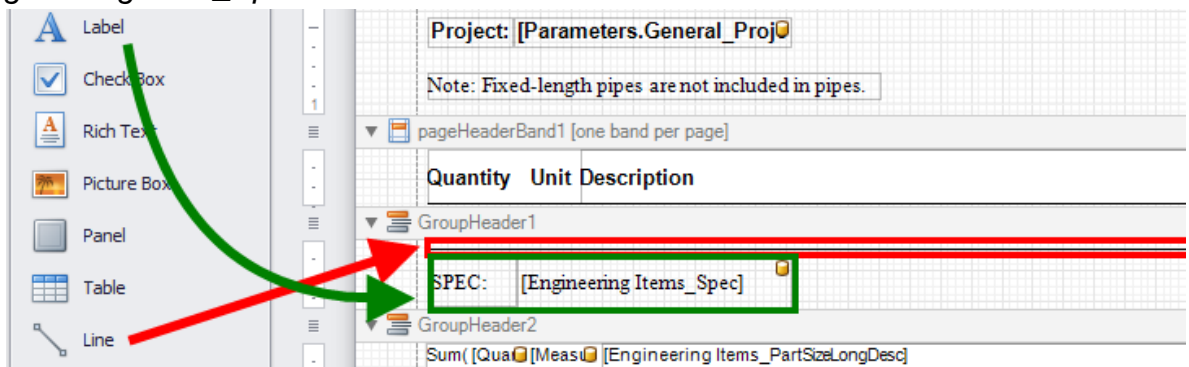 Label
Check Box
Rich Text
Picture Box
Panel
Table
Line
1
Project: [Parameters.General_Proj
Note: Fixed-length pipes are not included in pipes.
pageHeaderBand1 [one band per page]
Quantity Unit Description
GroupHeader1
SPEC: [Engineering Items_Spec]
GroupHeader2
Sum( [Qua [Meas [Engineering Items_PartSizeLongDesc]